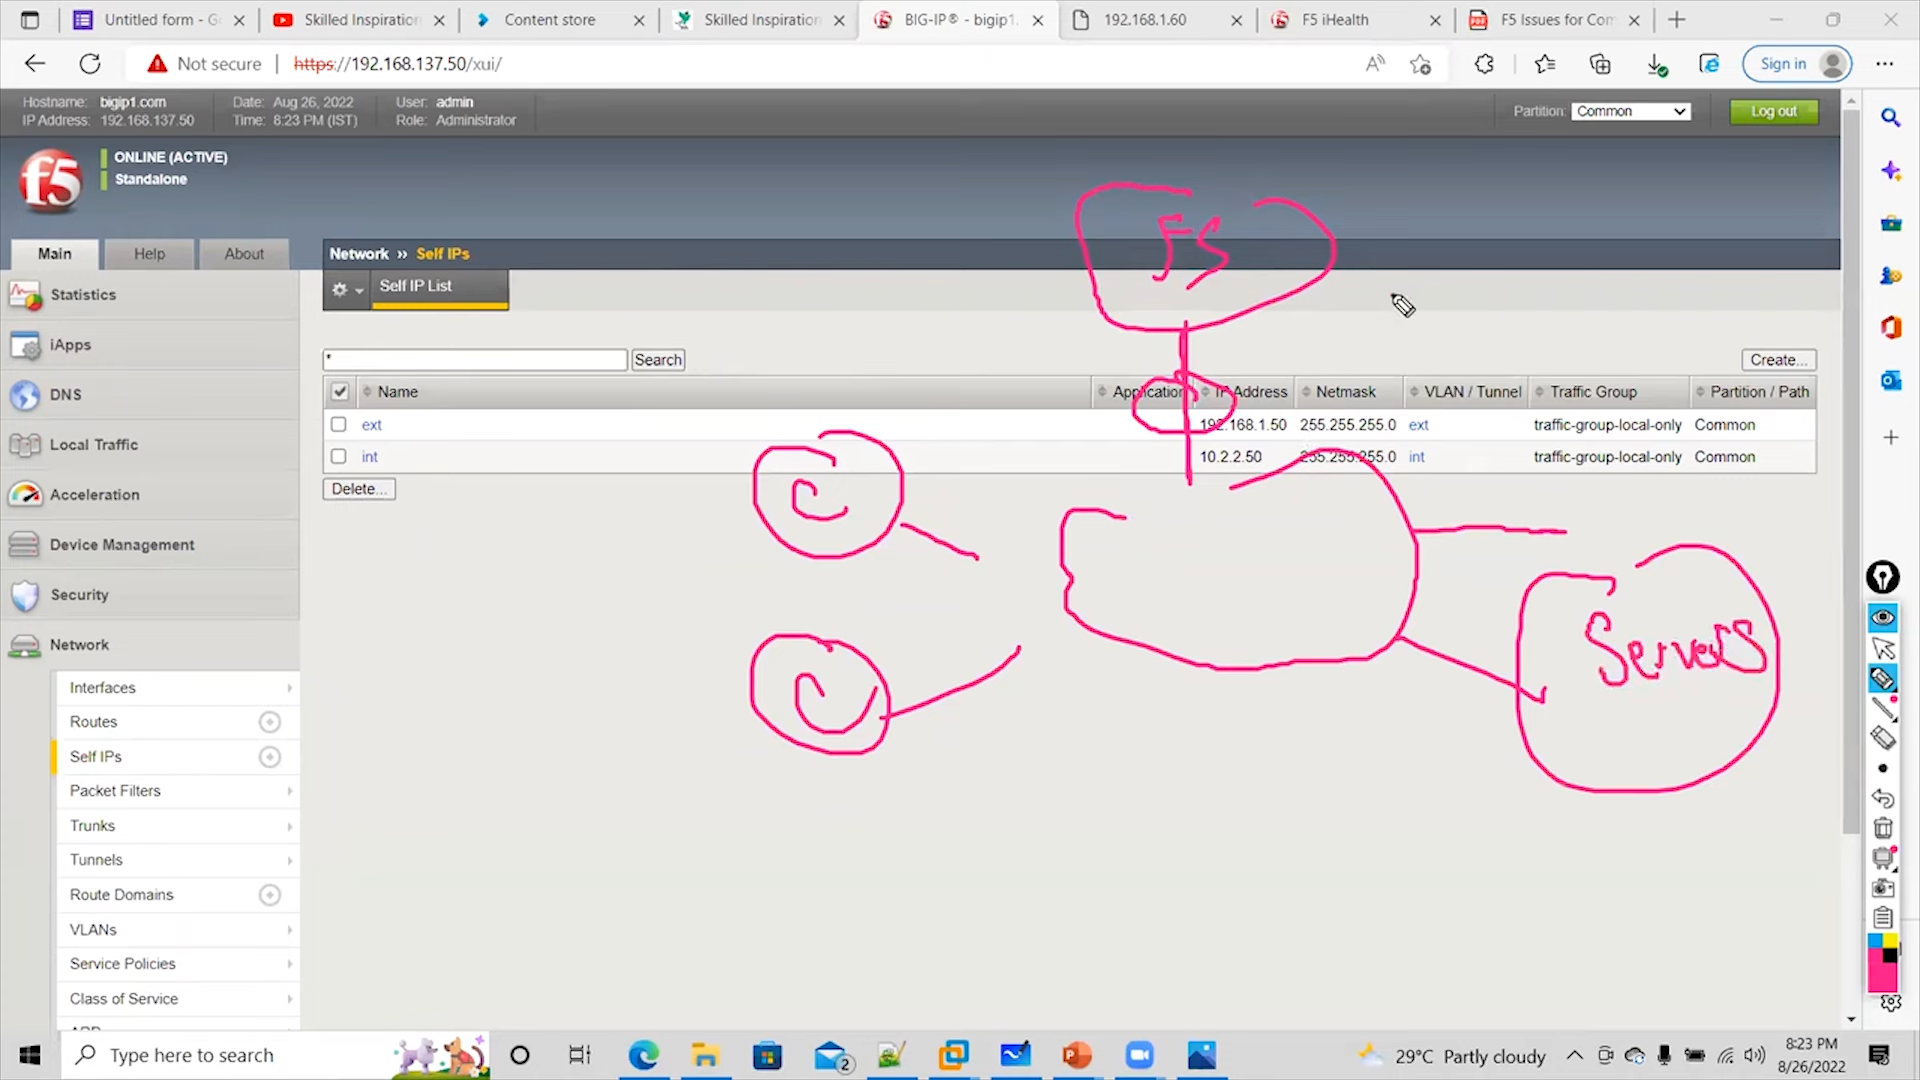 Untitled form - G
Skilled Inspiration
Content store
Skilled Inspiration
BIG-IP® - bigip1.
192.168.1.60
F5 iHealth
F5 Issues for Com
Not secure
https://192.168.137.50/xui/
Sign in
Hostname: bigip1.com
Date: Aug 26, 2022
User: admin
IP Address: 192.168.137.50
Time: 8:23 PM (IST)
Role: Administrator
Partition: Common
Log out
f5
ONLINE (ACTIVE)
Standalone
Main
Help
About
Network »» Self IPs
Self IP List
F5
Statistics
iApps
DNS
Local Traffic
Acceleration
Device Management
Security
Network
Interfaces
Routes
Self IPs
Packet Filters
Trunks
Tunnels
Route Domains
VLANs
Service Policies
Class of Service
ARP
*
Search
Create...
Name
Application
IP Address
Netmask
VLAN / Tunnel
Traffic Group
Partition / Path
ext 192.168.1.50 255.255.255.0 ext traffic-group-local-only Common
int 10.2.2.50 255.255.255.0 int traffic-group-local-only Common
Delete...
C
C
Servers
Type here to search
2
29°C Partly cloudy
8:23 PM
8/26/2022